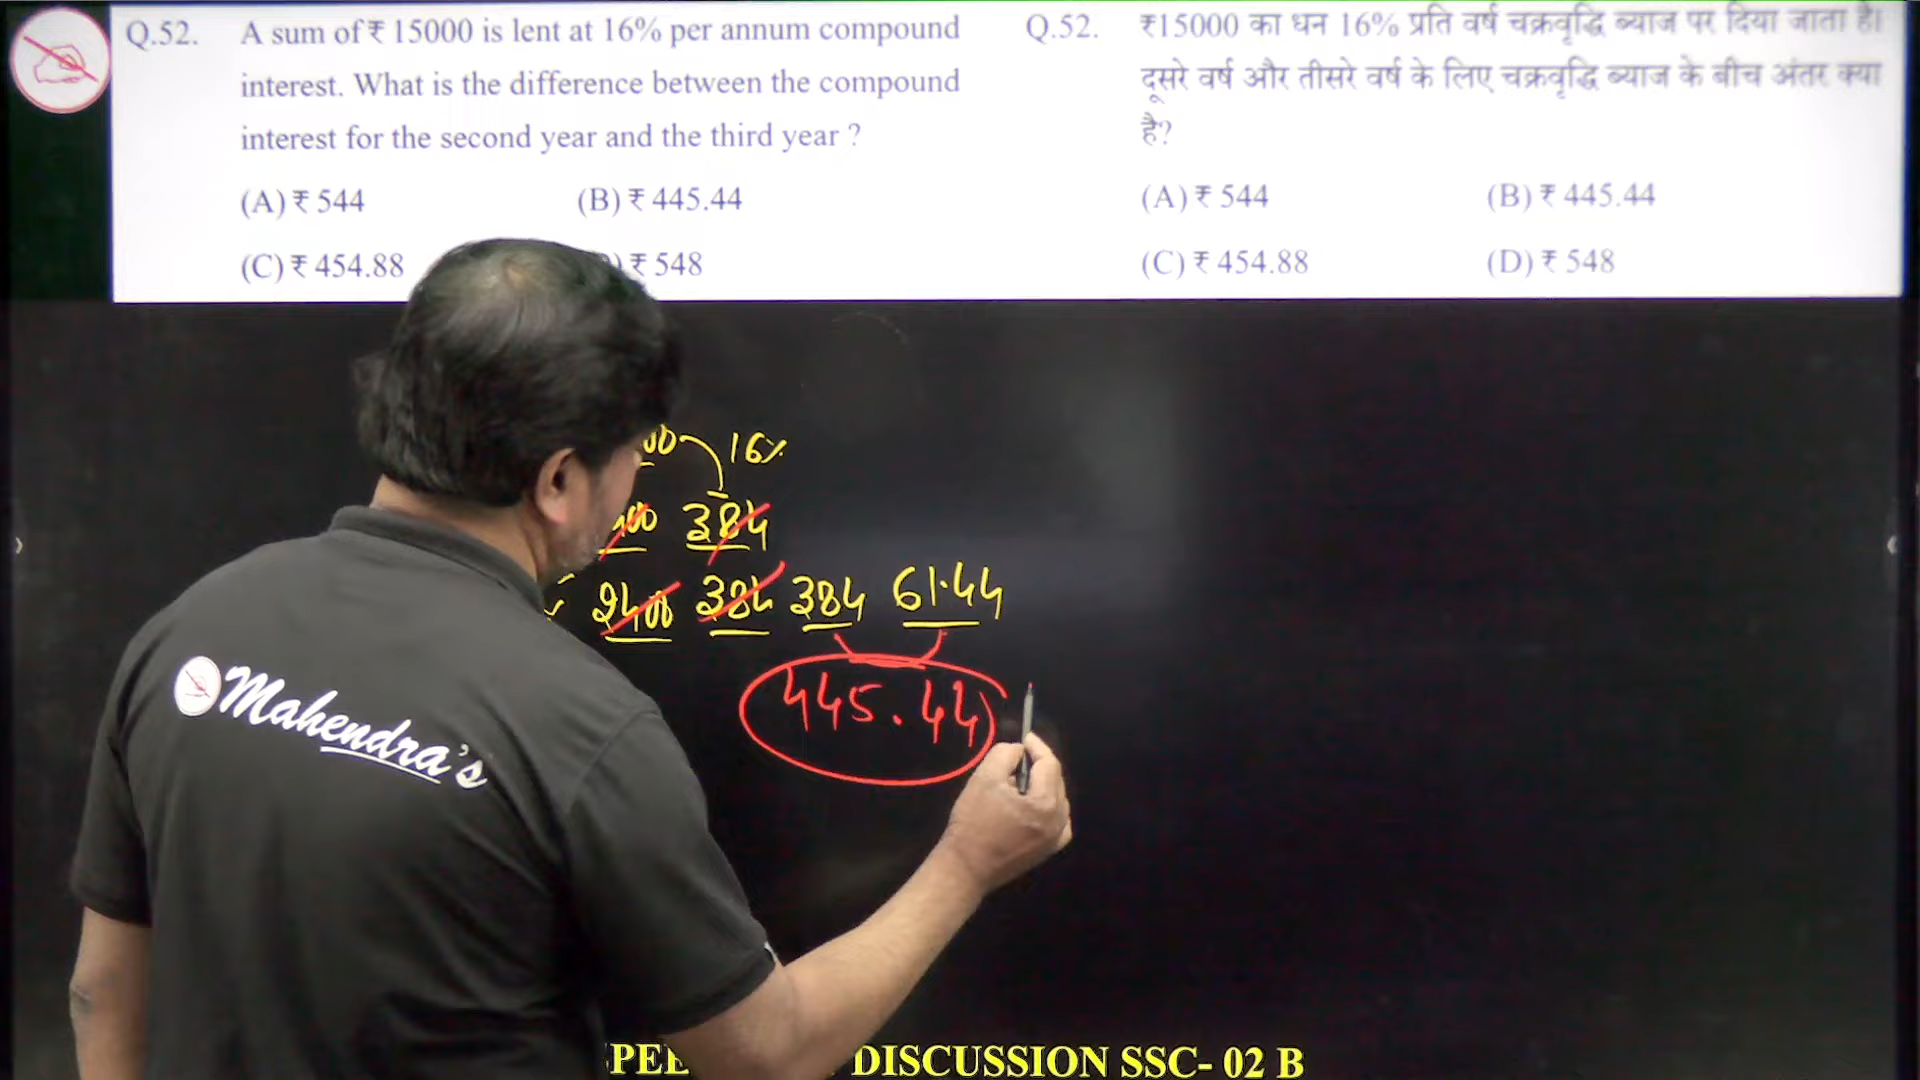 Q.52. A sum of ₹ 15000 is lent at 16% per annum compound
interest. What is the difference between the compound
interest for the second year and the third year ?
(A) ₹ 544 (B) ₹ 445.44
(C) ₹ 454.88 ) ₹ 548
Q.52. ₹15000 का धन 16% प्रति वर्ष चक्रवृद्धि ब्याज पर दिया जाता है।
दूसरे वर्ष और तीसरे वर्ष के लिए चक्रवृद्धि ब्याज के बीच अंतर क्या
है?
(A) ₹ 544 (B) ₹ 445.44
(C) ₹ 454.88 (D) ₹ 548
00 16%
00 384
2400 384 384 61.44
445.44
Mahendra's
DISCUSSION SSC- 02 B